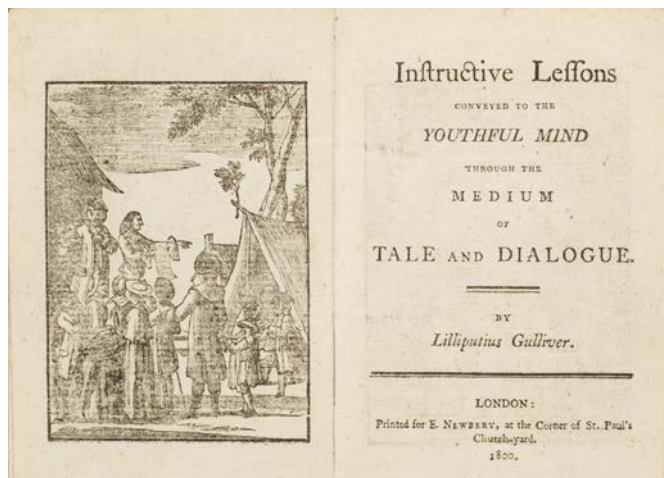 Inſtructive Leſſons
CONVEYED TO THE
YOUTHFUL MIND
THROUGH THE
MEDIUM
OF
TALE AND DIALOGUE.
BY
Lilliputius Gulliver.
LONDON:
Printed for E. NEWBERY, at the Corner of St. Paul's
Church-yard.
1800.